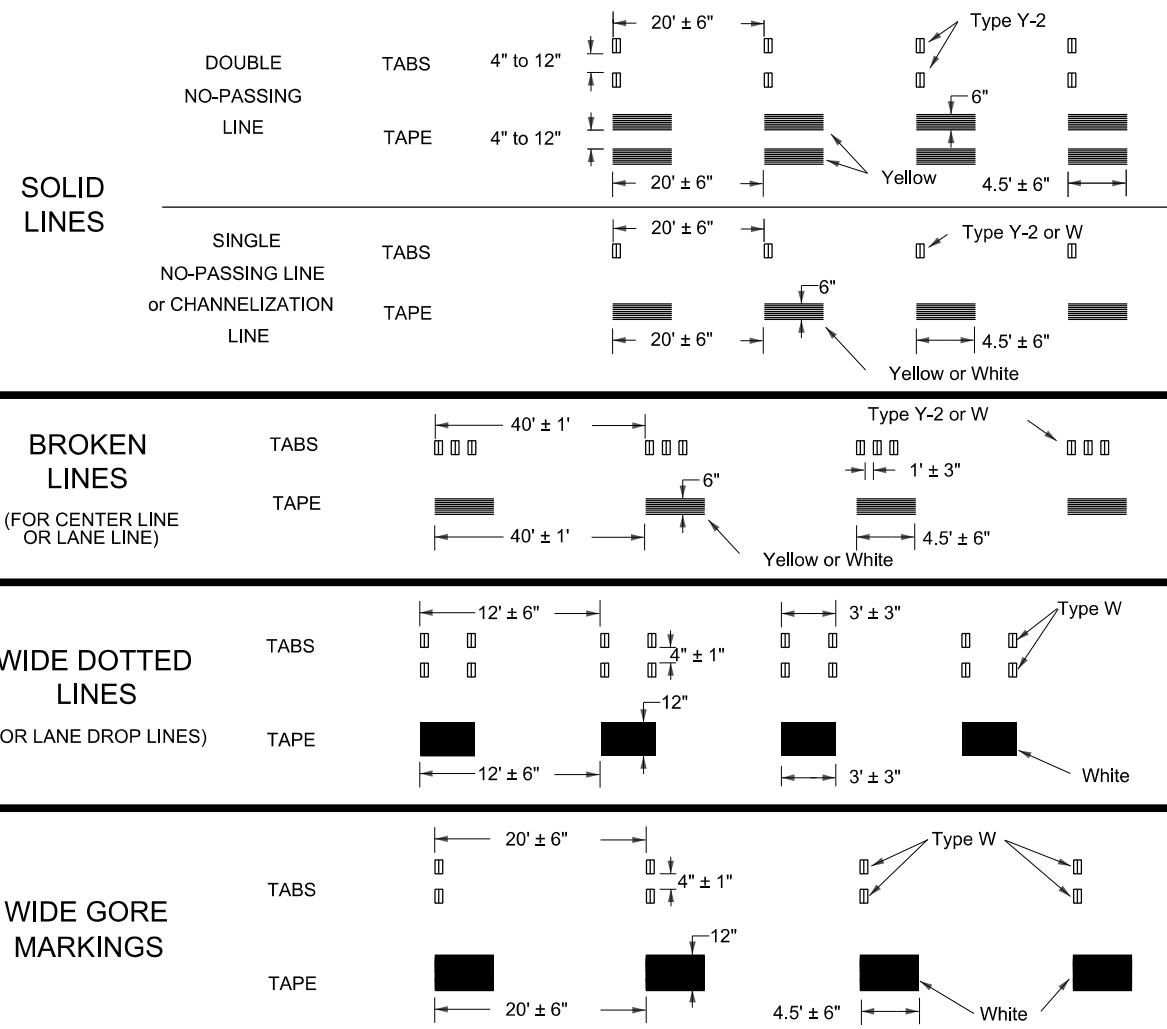 SOLID
LINES
DOUBLE
NO-PASSING
LINE
TABS
20' ± 6"
Type Y-2
4" to 12"
TAPE
4" to 12"
6"
Yellow
20' ± 6"
4.5' ± 6"
SINGLE
NO-PASSING LINE
or CHANNELIZATION
LINE
TABS
20' ± 6"
Type Y-2 or W
TAPE
6"
20' ± 6"
4.5' ± 6"
Yellow or White
BROKEN
LINES
(FOR CENTER LINE
OR LANE LINE)
TABS
40' ± 1'
Type Y-2 or W
1' ± 3"
TAPE
6"
40' ± 1'
4.5' ± 6"
Yellow or White
WIDE DOTTED
LINES
OR LANE DROP LINES)
TABS
12' ± 6"
3' ± 3"
Type W
4" ± 1"
TAPE
12"
12' ± 6"
3' ± 3"
White
WIDE GORE
MARKINGS
TABS
20' ± 6"
Type W
4" ± 1"
TAPE
12"
20' ± 6"
4.5' ± 6"
White